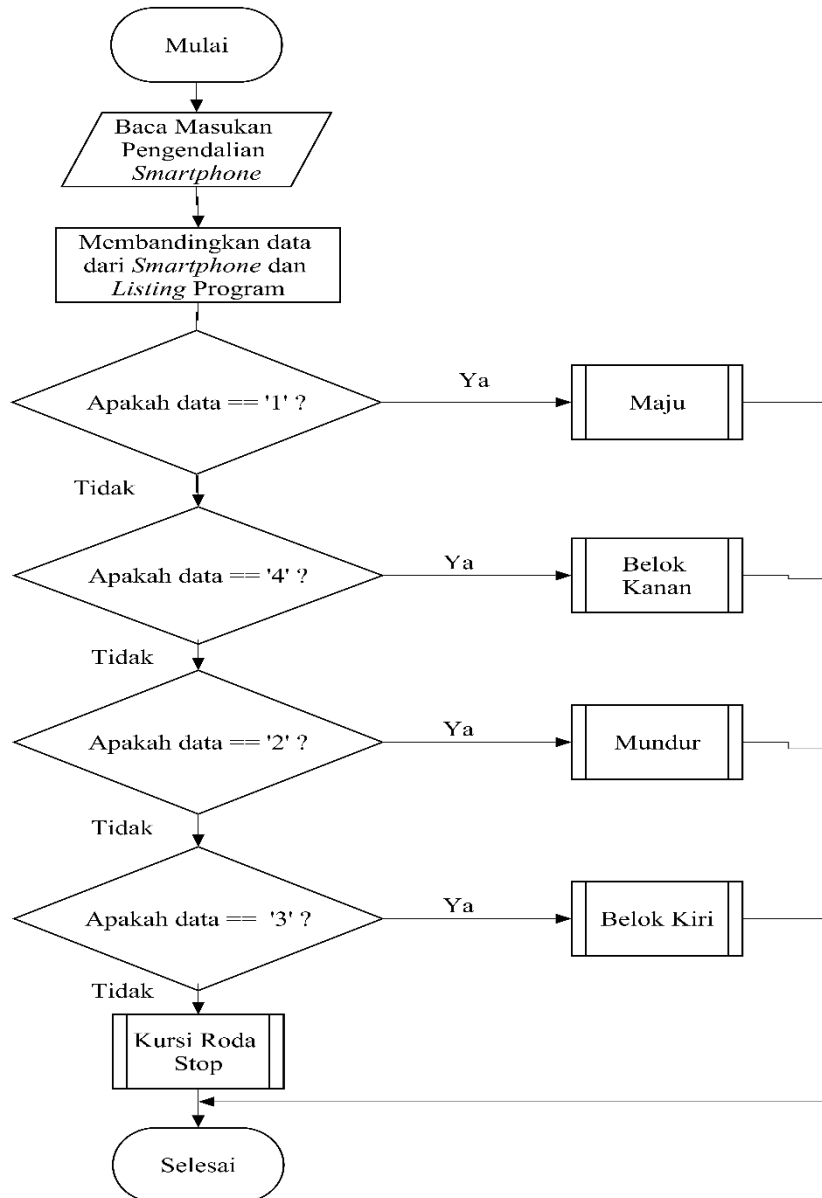 Mulai
Baca Masukan
Pengendalian
Smartphone
Membandingkan data
dari Smartphone dan
Listing Program
Apakah data == '1' ?
Ya
Maju
Tidak
Apakah data == '4' ?
Ya
Belok
Kanan
Tidak
Apakah data == '2' ?
Ya
Mundur
Tidak
Apakah data == '3' ?
Ya
Belok Kiri
Tidak
Kursi Roda
Stop
Selesai